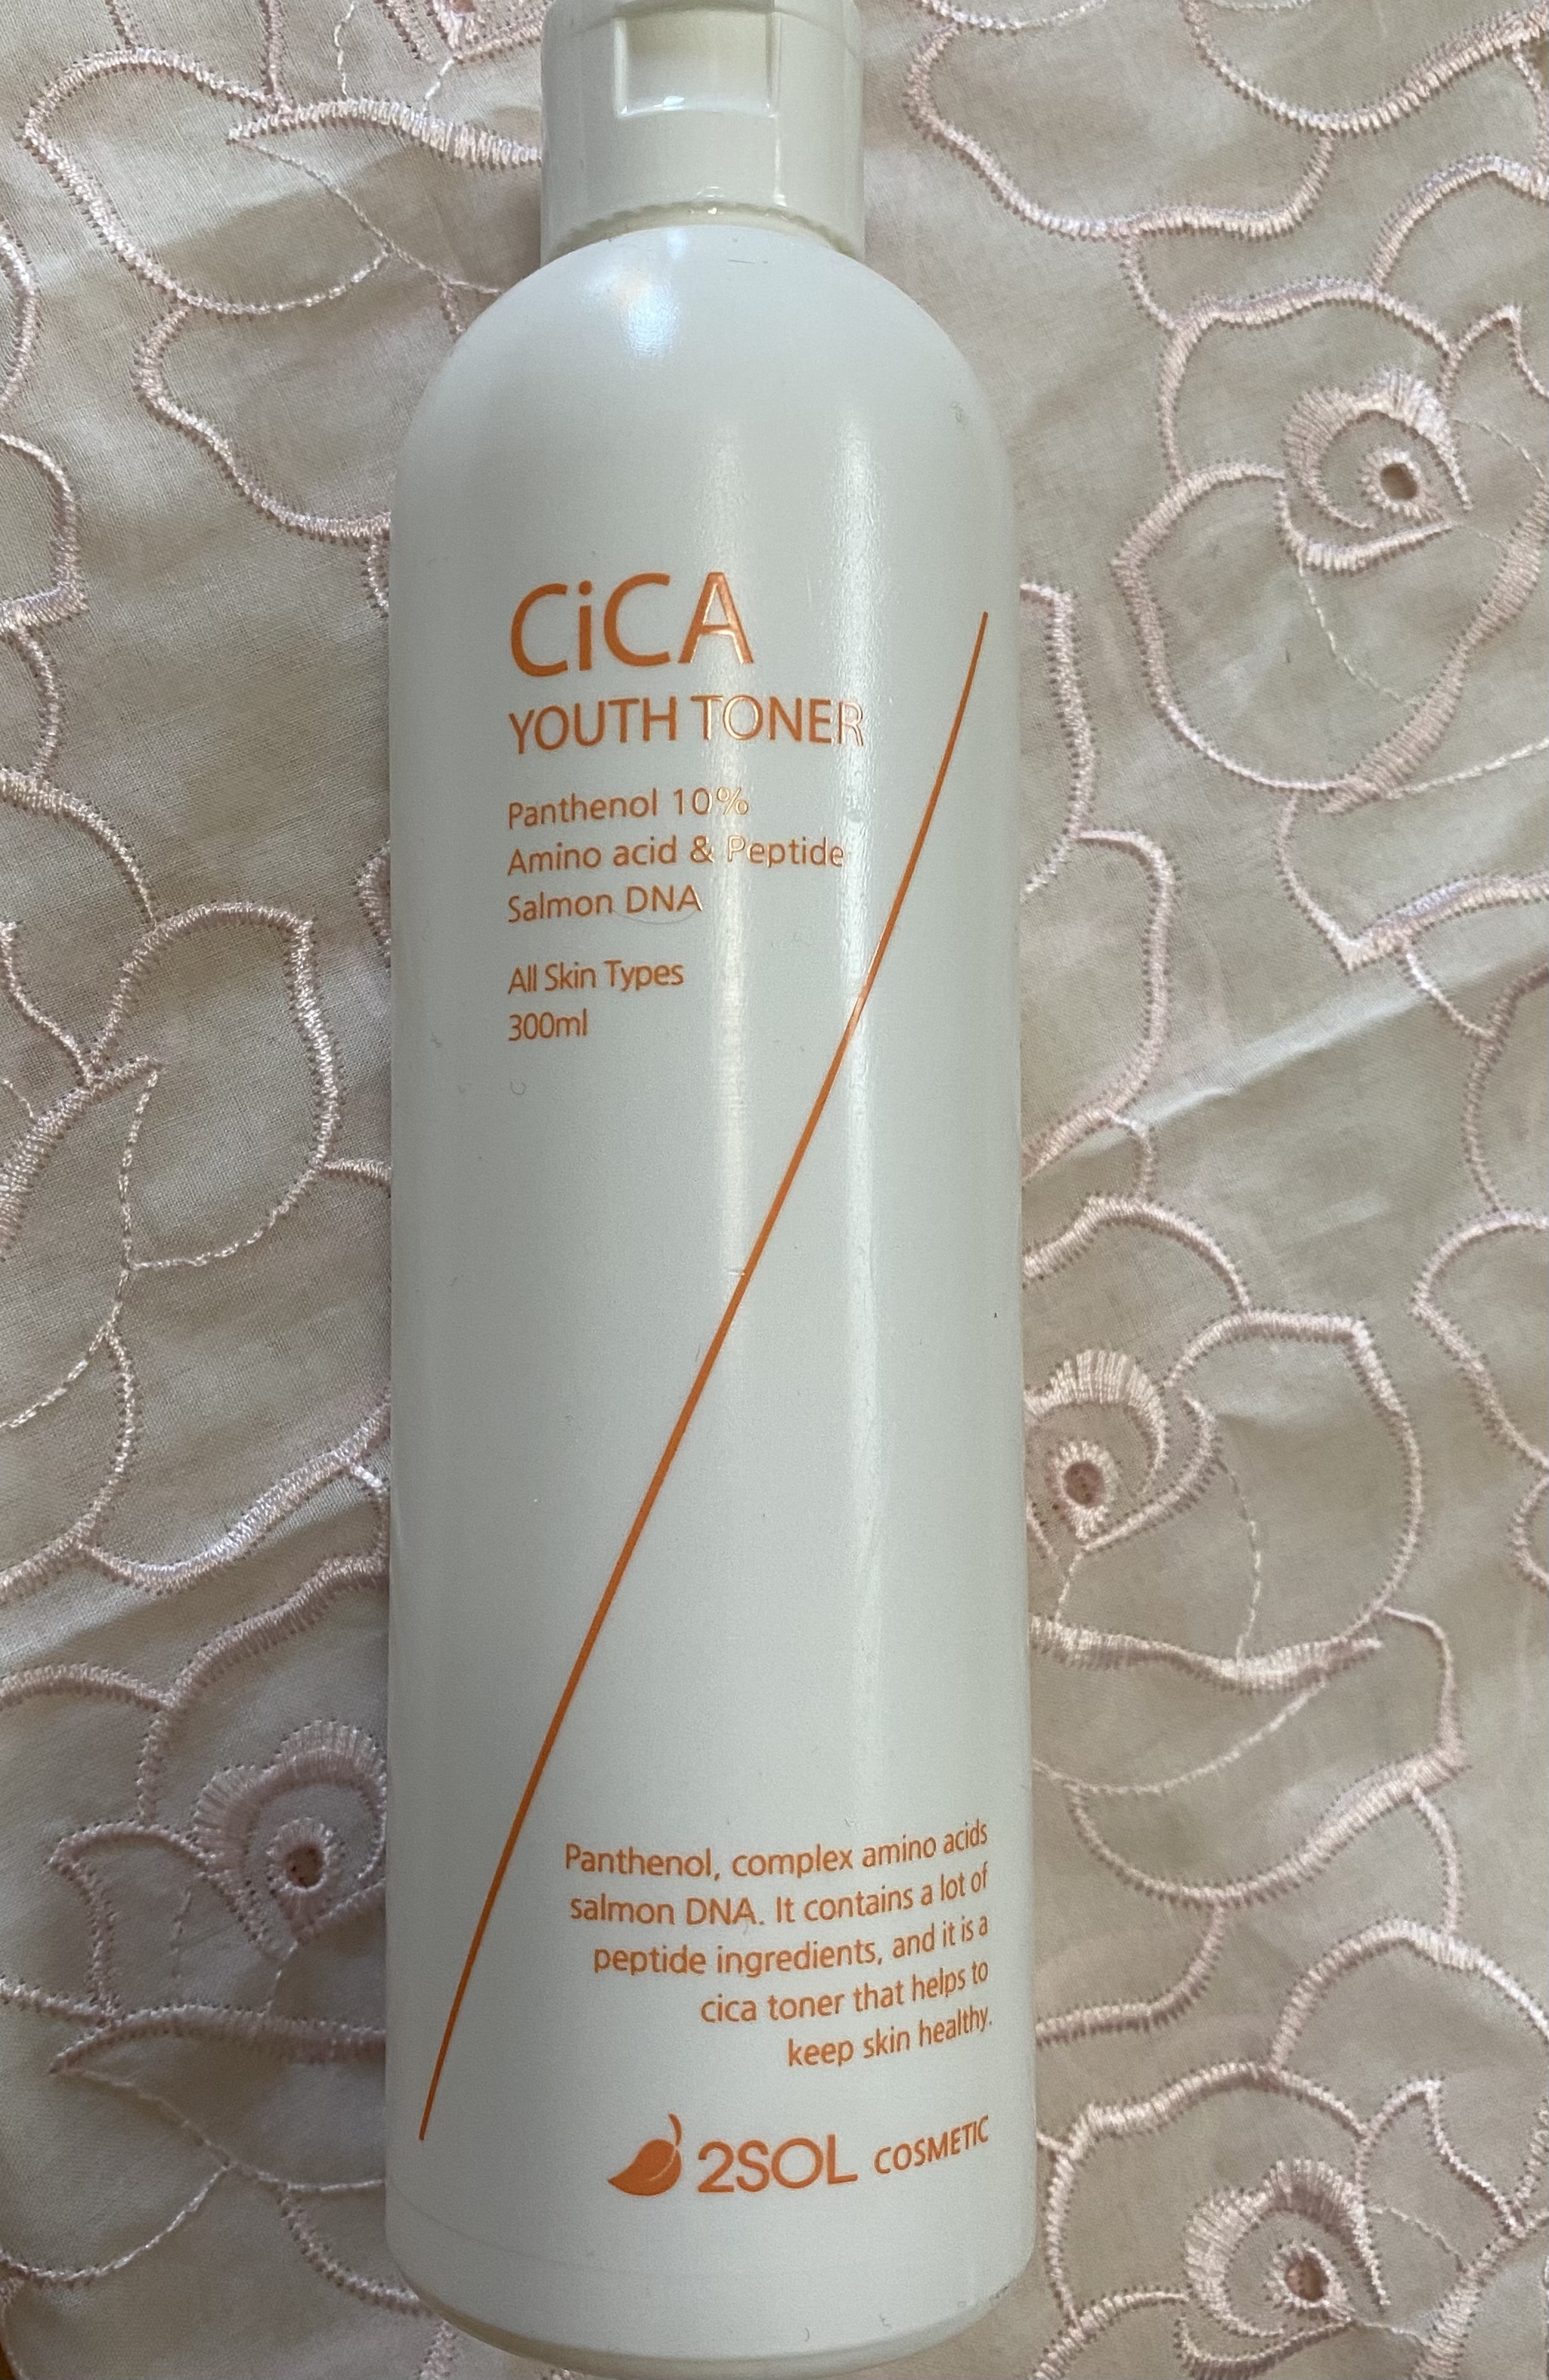 CiCA
YOUTH TONER
Panthenol 10%
Amino acid & Peptide
Salmon DNA
All Skin Types
300ml
Panthenol, complex amino acids
salmon DNA. It contains a lot of
peptide ingredients, and it is a
cica toner that helps to
keep skin healthy.
2SOL COSMETIC